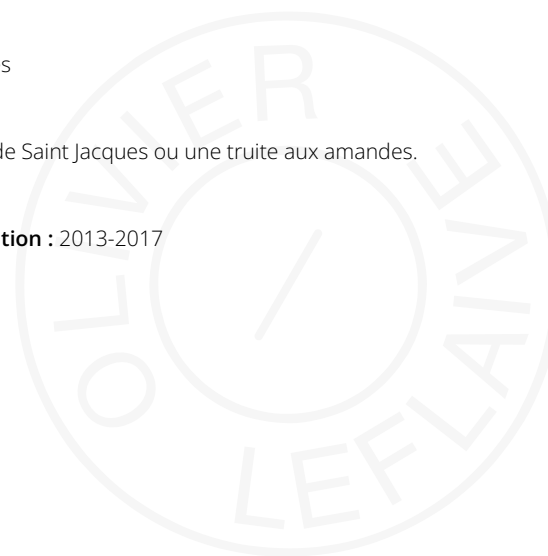 s
de Saint Jacques ou une truite aux amandes.
tion : 2013-2017
OLIVIER LEFLAIVE